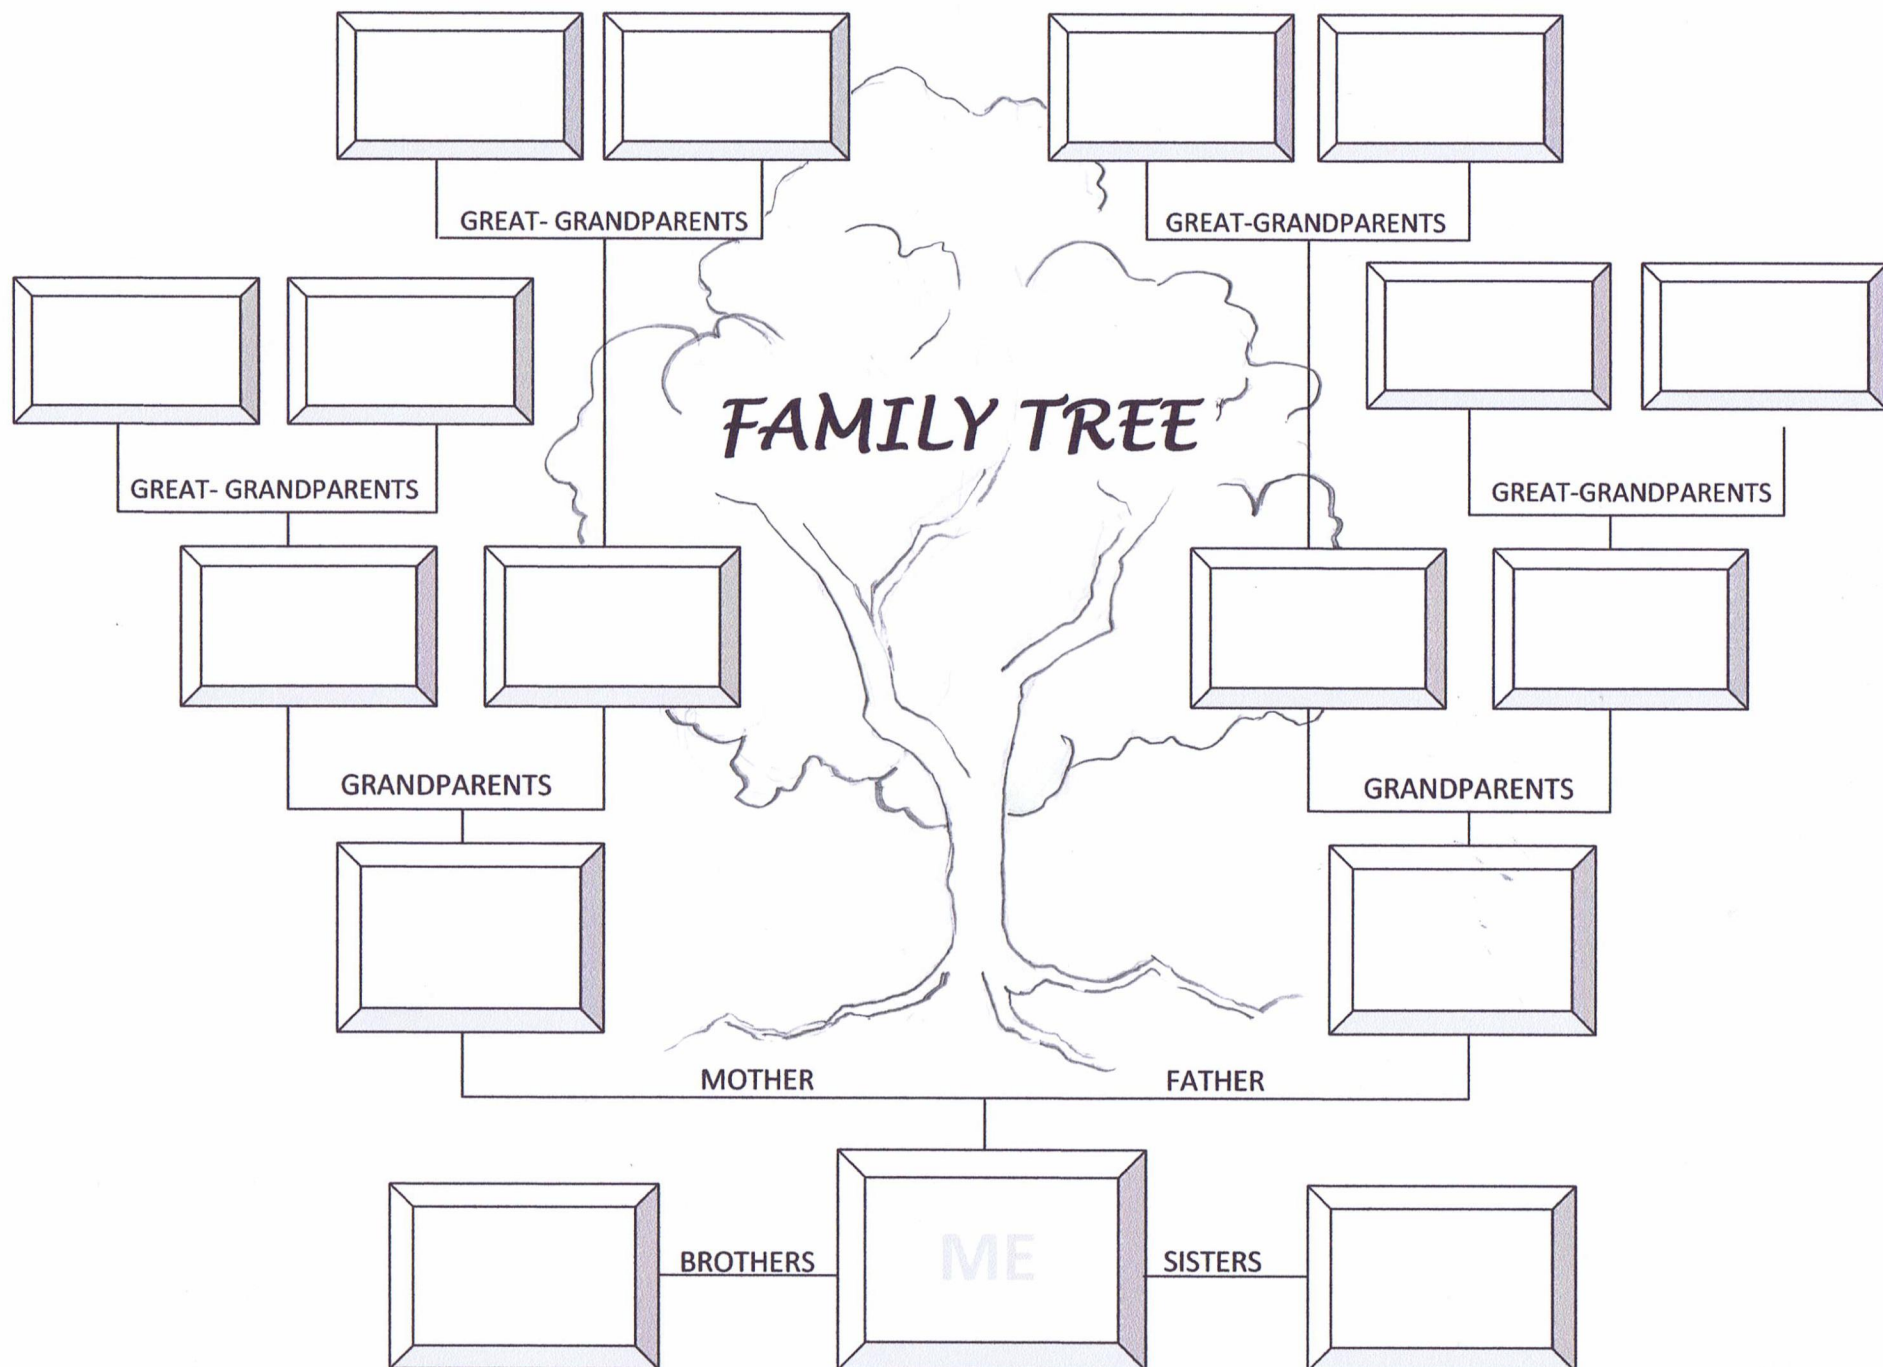 GREAT- GRANDPARENTS
GREAT-GRANDPARENTS
FAMILY TREE
GREAT- GRANDPARENTS
GREAT-GRANDPARENTS
GRANDPARENTS
GRANDPARENTS
MOTHER
FATHER
BROTHERS
ME
SISTERS